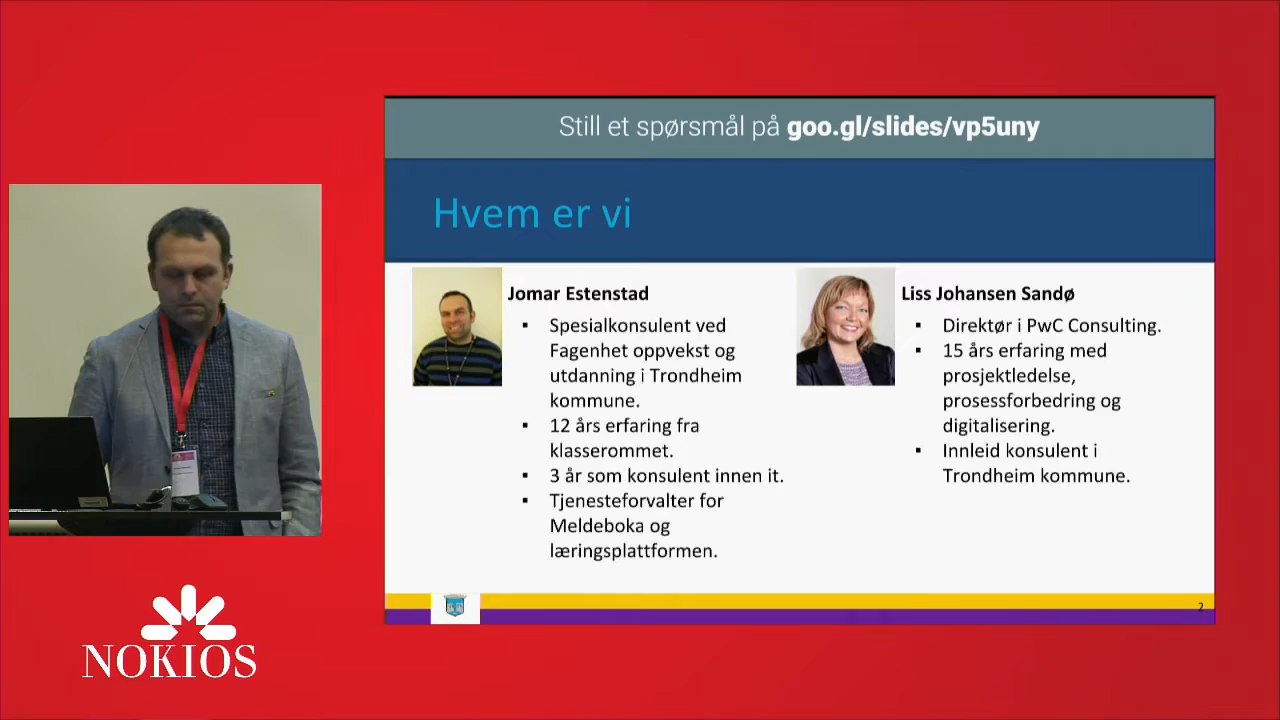 Still et spørsmål på goo.gl/slides/vp5uny
Hvem er vi
Jomar Estenstad
▪ Spesialkonsulent ved
Fagenhet oppvekst og
utdanning i Trondheim
kommune.
▪ 12 års erfaring fra
klasserommet.
▪ 3 år som konsulent innen it.
▪ Tjenesteforvalter for
Meldeboka og
læringsplattformen.
Liss Johansen Sandø
▪ Direktør i PwC Consulting.
▪ 15 års erfaring med
prosjektledelse,
prosessforbedring og
digitalisering.
▪ Innleid konsulent i
Trondheim kommune.
2
NOKIOS